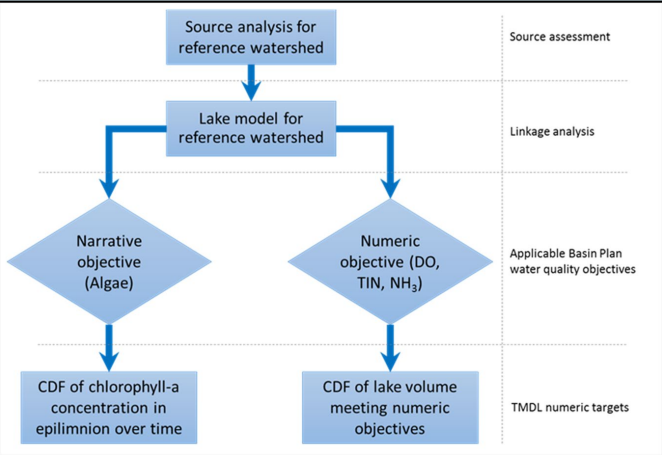 Source analysis for
reference watershed
Source assessment
Lake model for
reference watershed
Linkage analysis
Narrative
objective
(Algae)
Numeric
objective (DO,
TIN, NH₃)
Applicable Basin Plan
water quality objectives
CDF of chlorophyll-a
concentration in
epilimnion over time
CDF of lake volume
meeting numeric
objectives
TMDL numeric targets